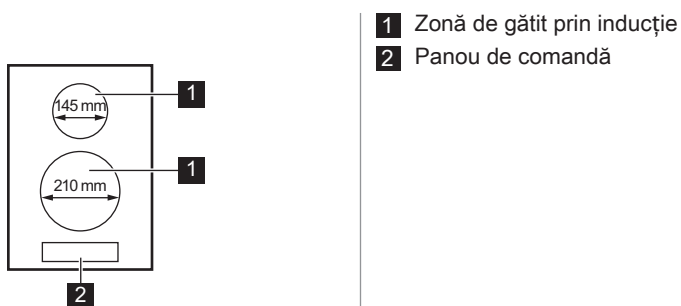 145 mm
1
210 mm
1
2
1 Zonă de gătit prin inducție
2 Panou de comandă